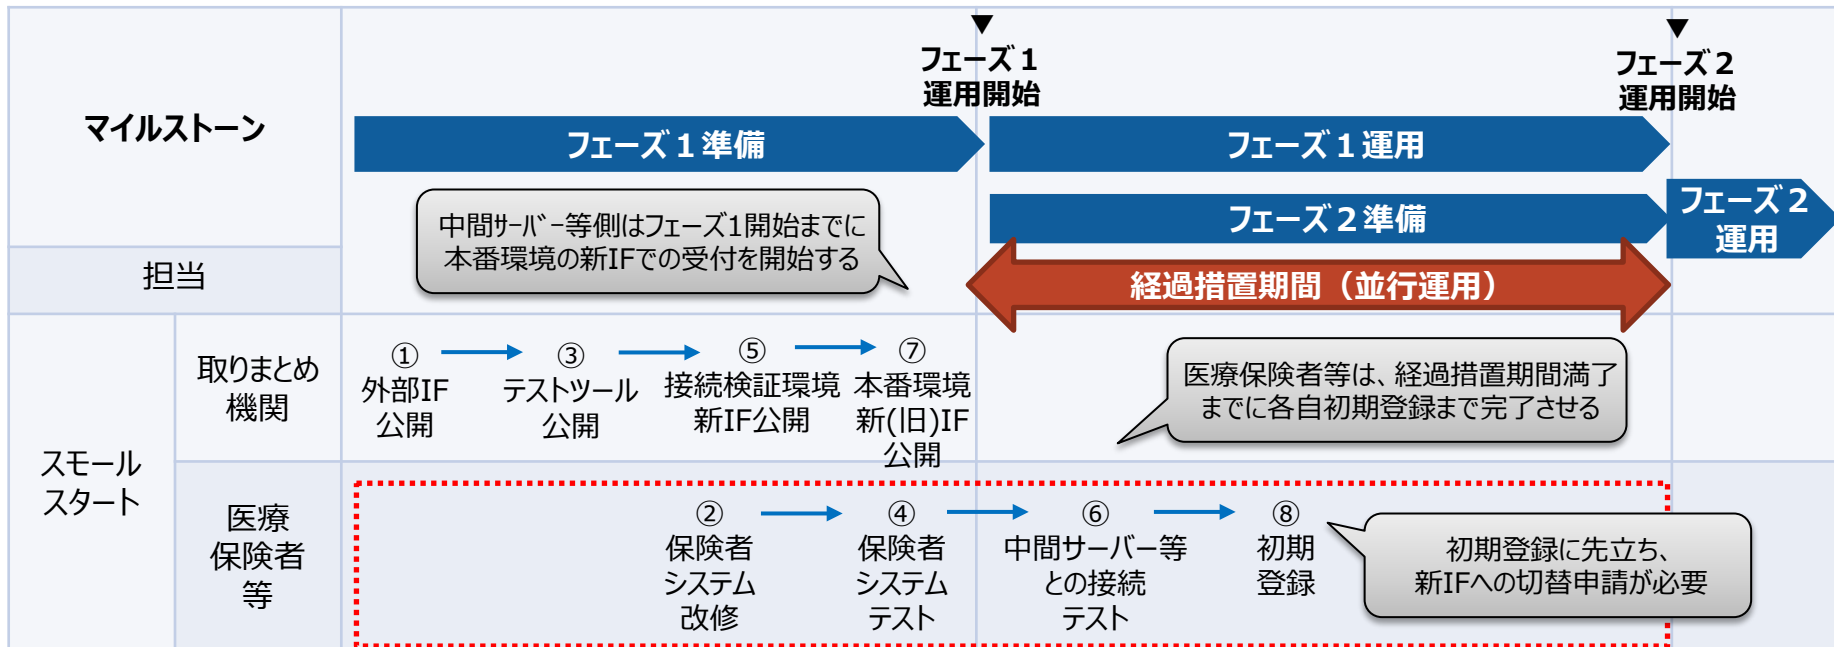 ▼
フェーズ１
運用開始
▼
フェーズ２
運用開始
マイルストーン
フェーズ１準備
フェーズ１運用
フェーズ２準備
フェーズ２
運用
中間サーバー等側はフェーズ1開始までに
本番環境の新IFでの受付を開始する
経過措置期間（並行運用）
担当
スモール
スタート
取りまとめ
機関
①
外部IF
公開
③
テストツール
公開
⑤
接続検証環境
新IF公開
⑦
本番環境
新(旧)IF
公開
医療保険者等は、経過措置期間満了
までに各自初期登録まで完了させる
医療
保険者
等
②
保険者
システム
改修
④
保険者
システム
テスト
⑥
中間サーバー等
との接続
テスト
⑧
初期
登録
初期登録に先立ち、
新IFへの切替申請が必要